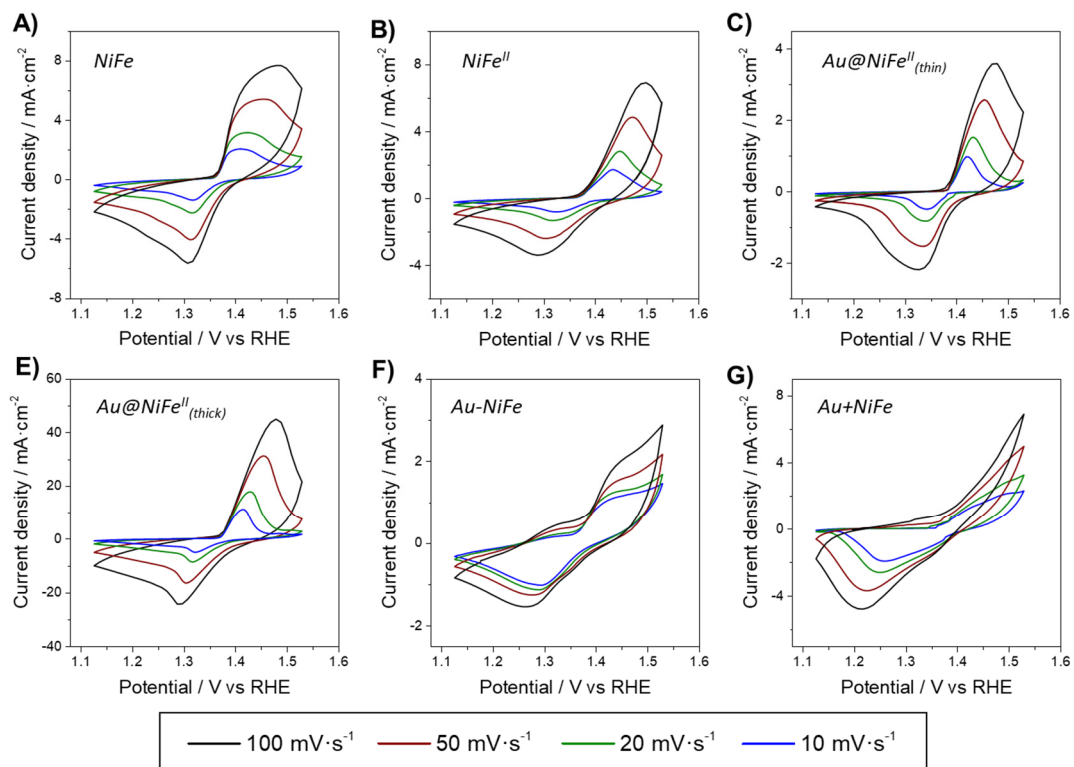 A)
NiFe
Current density / mA·cm⁻²
8
4
0
-4
-8
1.1 1.2 1.3 1.4 1.5 1.6
Potential / V vs RHE
B)
NiFeᴵᴵ
Current density / mA·cm⁻²
8
4
0
-4
1.1 1.2 1.3 1.4 1.5 1.6
Potential / V vs RHE
C)
Au@NiFeᴵᴵ(thin)
Current density / mA·cm⁻²
4
2
0
-2
1.1 1.2 1.3 1.4 1.5 1.6
Potential / V vs RHE
E)
Au@NiFeᴵᴵ(thick)
Current density / mA·cm⁻²
60
40
20
0
-20
-40
1.1 1.2 1.3 1.4 1.5 1.6
Potential / V vs RHE
F)
Au-NiFe
Current density / mA·cm⁻²
4
2
0
-2
1.1 1.2 1.3 1.4 1.5 1.6
Potential / V vs RHE
G)
Au+NiFe
Current density / mA·cm⁻²
8
4
0
-4
1.1 1.2 1.3 1.4 1.5 1.6
Potential / V vs RHE
100 mV·s⁻¹ 50 mV·s⁻¹ 20 mV·s⁻¹ 10 mV·s⁻¹